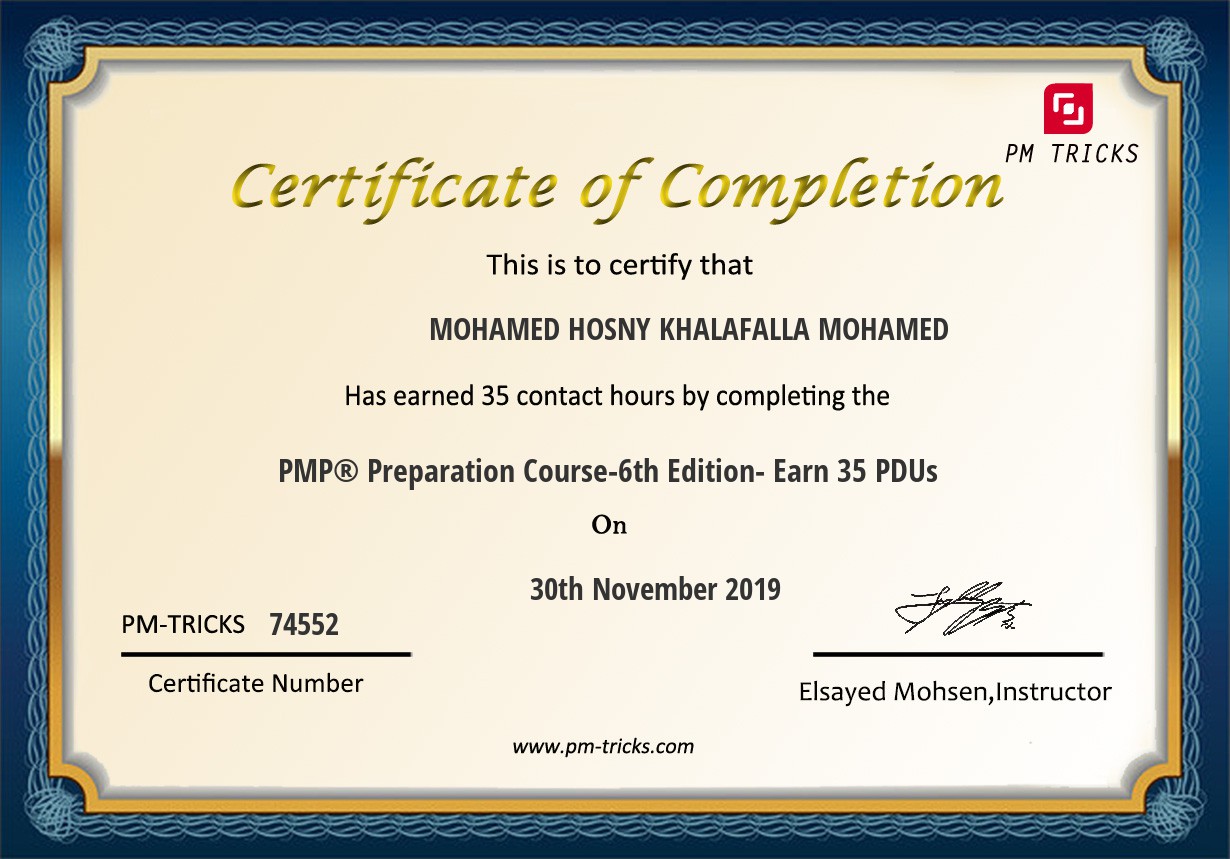 PM TRICKS
Certificate of Completion
This is to certify that
MOHAMED HOSNY KHALAFALLA MOHAMED
Has earned 35 contact hours by completing the
PMP® Preparation Course-6th Edition- Earn 35 PDUs
On
30th November 2019
PM-TRICKS 74552
Certificate Number
Elsayed Mohsen,Instructor
www.pm-tricks.com